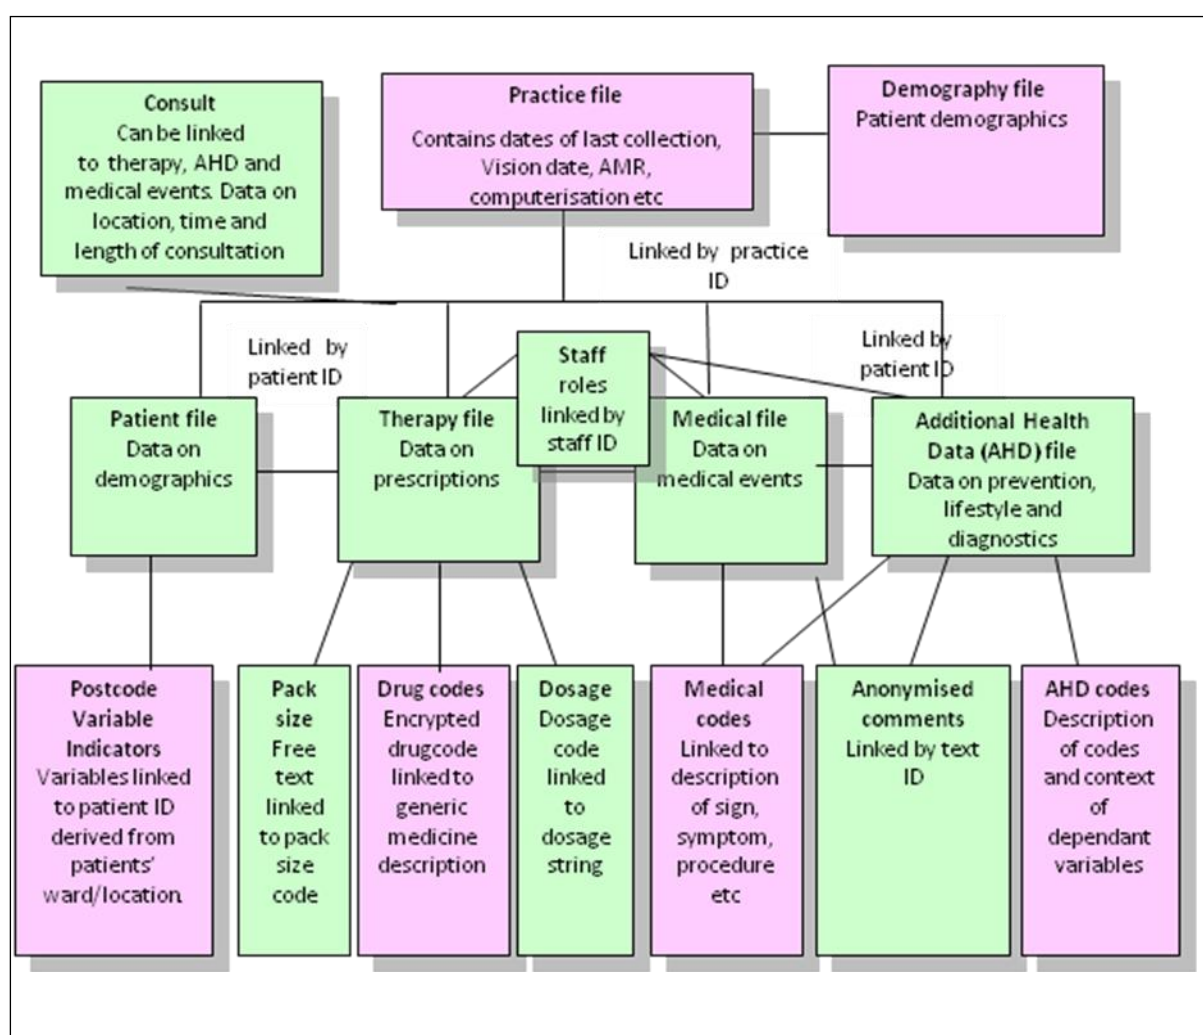 Consult
Can be linked
to therapy, AHD and
medical events. Data on
location, time and
length of consultation
Practice file
Contains dates of last collection,
Vision date, AMR,
computerisation etc
Demography file
Patient demographics
Linked by practice
ID
Linked by
patient ID
Staff
roles
linked by
staff ID
Linked by
patient ID
Patient file
Data on
demographics
Therapy file
Data on
prescriptions
Medical file
Data on
medical events
Additional Health
Data (AHD) file
Data on prevention,
lifestyle and
diagnostics
Postcode
Variable
Indicators
Variables linked
to patient ID
derived from
patients'
ward/location.
Pack
size
Free
text
linked
to pack
size
code
Drug codes
Encrypted
drugcode
linked to
generic
medicine
description
Dosage
Dosage
code
linked
to
dosage
string
Medical
codes
Linked to
description
of sign,
symptom,
procedure
etc
Anonymised
comments
Linked by text
ID
AHD codes
Description
of codes
and context
of
dependant
variables